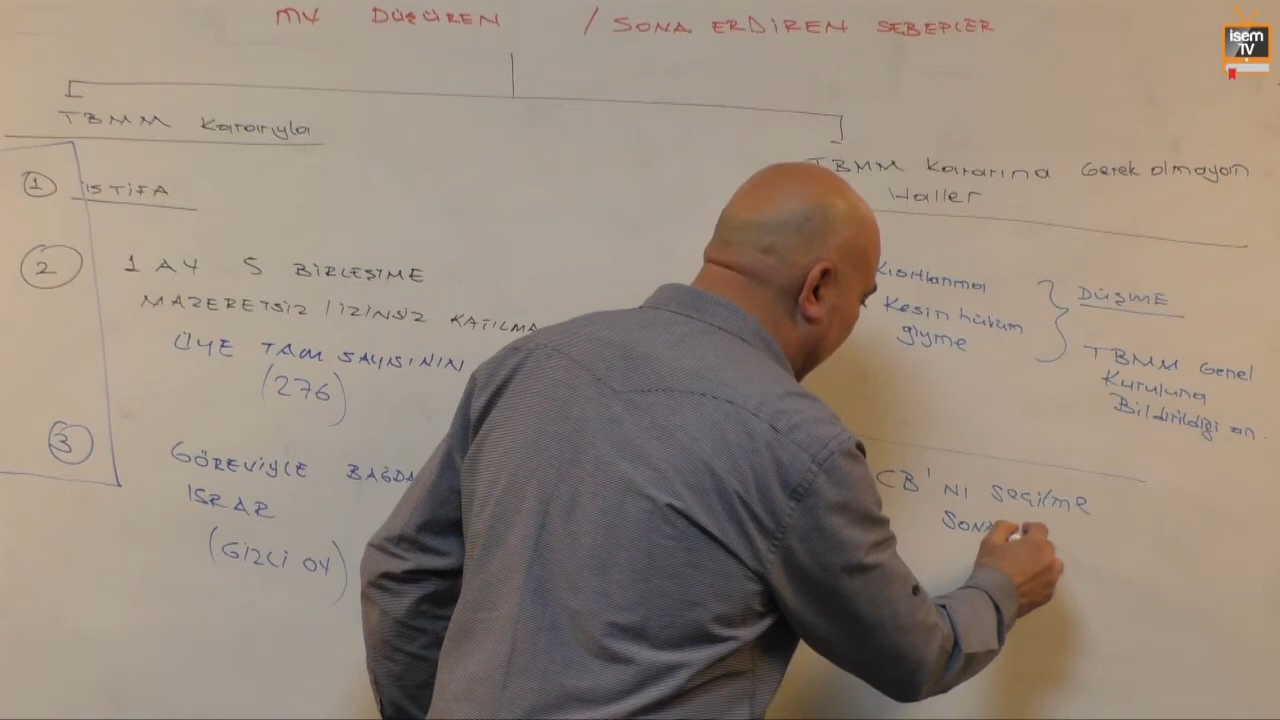 MV DÜŞÜREN / SONA ERDİREN SEBEPLER
isem
TV
TBMM Kararıyla
1 İSTİFA
2 1 AY 5 BİRLEŞİME
MAZERETSİZ / İZİNSİZ KATILMA
ÜYE TAM SAYISININ
(276)
3 GÖREVİYLE BAĞDA
ISRAR
(GİZLİ OY)
TBMM Kararına Gerek olmayan
Haller
Kısıtlanma
Kesin hüküm
giyme
DÜŞME
TBMM Genel
Kuruluna
Bildirildiği an.
CB' NI Seçilme
SONA